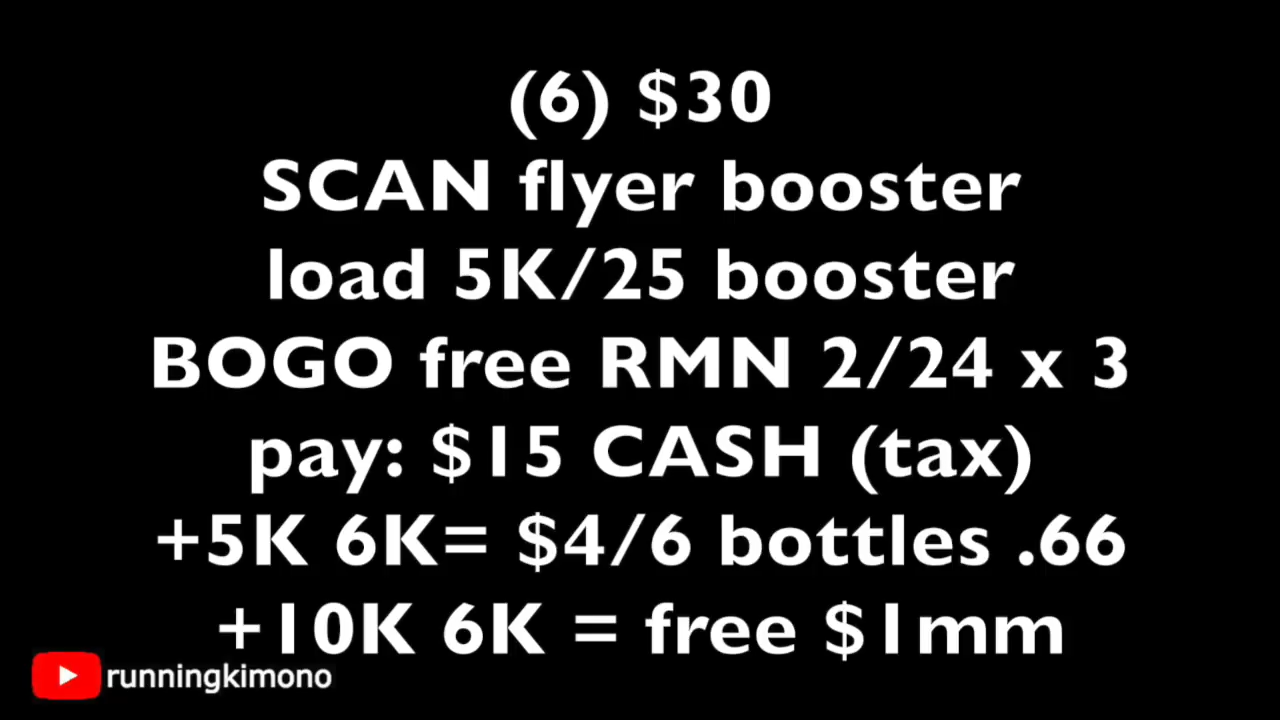 (6) $30
SCAN flyer booster
load 5K/25 booster
BOGO free RMN 2/24 x 3
pay: $15 CASH (tax)
+5K 6K= $4/6 bottles .66
+10K 6K = free $1mm
runningkimono